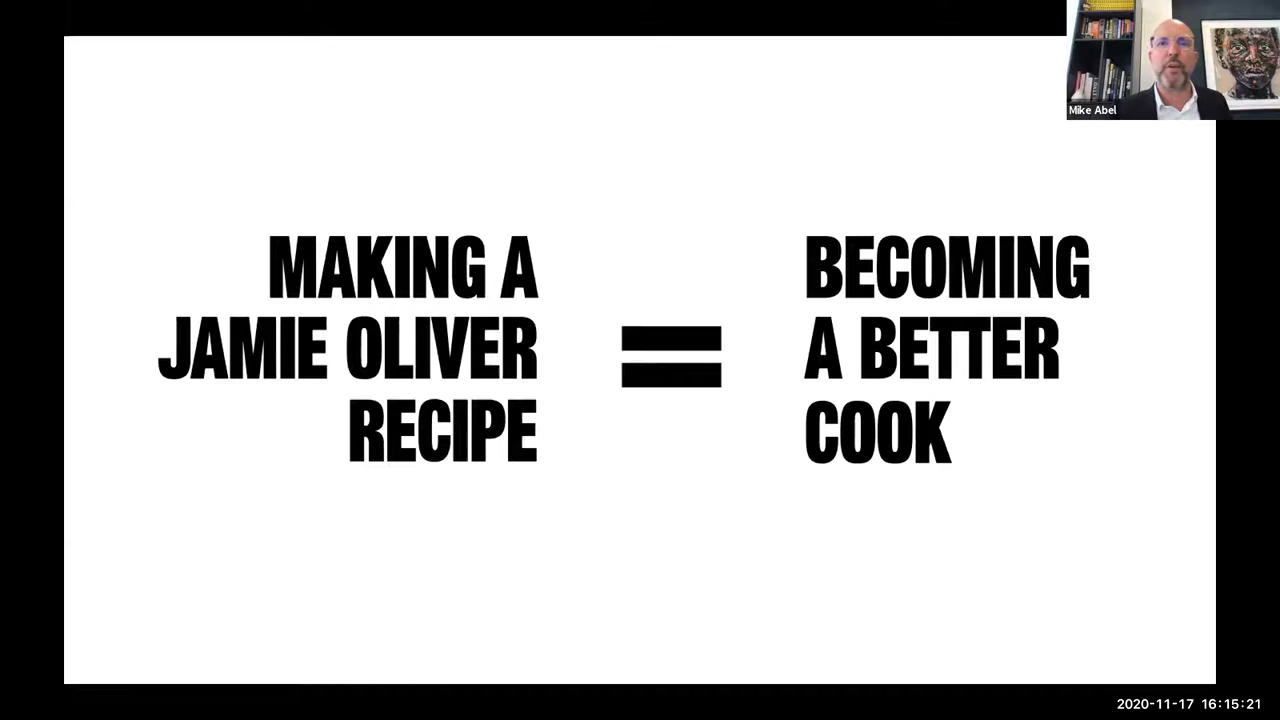 Mike Abel
MAKING A
JAMIE OLIVER
RECIPE
=
BECOMING
A BETTER
COOK
2020-11-17 16:15:21